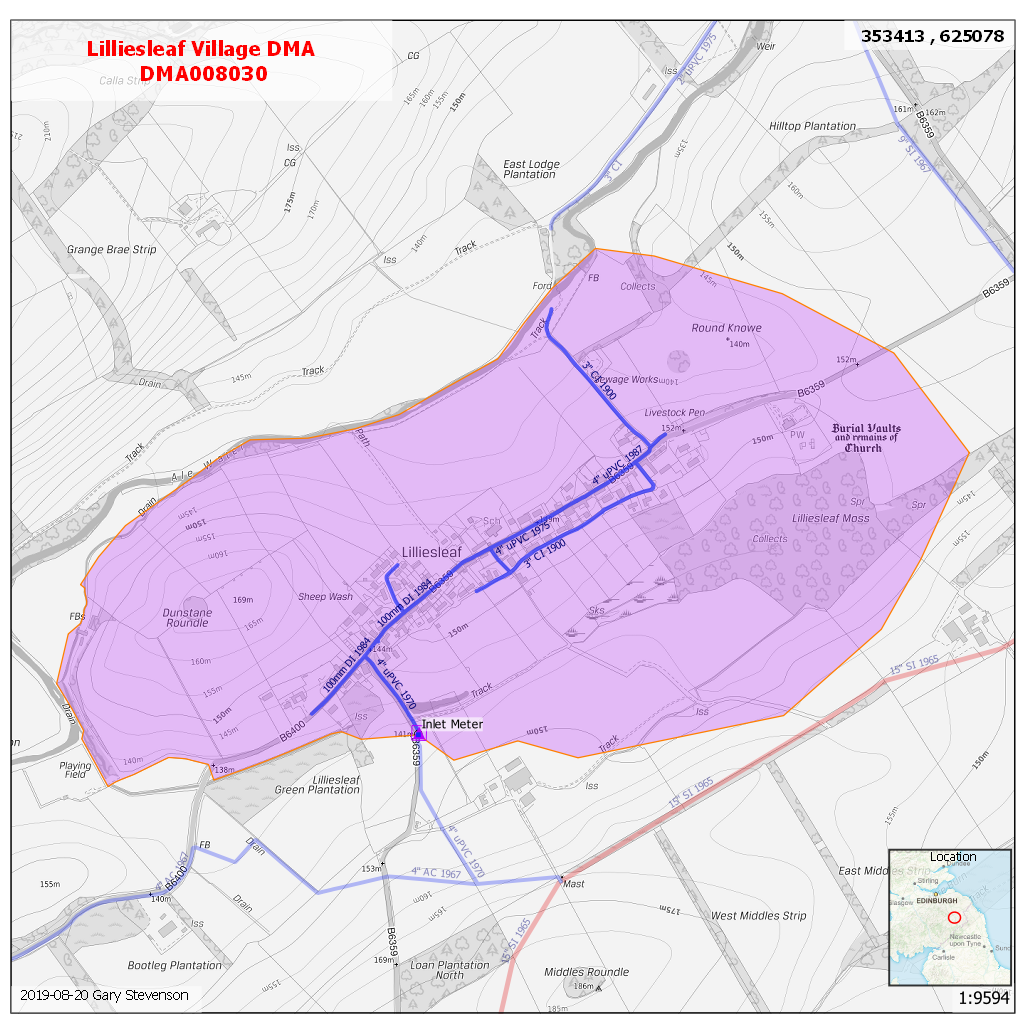 Lilliesleaf Village DMA
DMA008030
353413 , 625078
Calla Strip
CG
165m
160m
155m
150m
2" uPVC 1975
Iss
Weir
161m
162m
B6359
9" SI 1967
Hilltop Plantation
210m
Iss
CG
175m
170m
East Lodge
Plantation
3" CI
135m
160m
155m
150m
Grange Brae Strip
Iss
140m
Track
Ford
FB
Collects
145m
B6359
Round Knowe
140m
152m
Track
Drain
145m
Track
3" CI 1900
Sewage Works
140m
B6359
Livestock Pen
152m
150m
PW
Burial Vaults
and remains of
Church
Track
Path
Drain
4" uPVC 1987
B6359
145m
150m
160m
Sch
149m
4" uPVC 1975
3" CI 1900
Spr
Spr
Lilliesleaf Moss
Collects
145m
155m
Lilliesleaf
100mm DI 1984
B6359
Sheep Wash
169m
165m
Dunstane
Roundle
FBs
150m
Sks
160m
144m
100mm DI 1984
4" uPVC 1970
155m
150m
145m
Track
Iss
Iss
15" SI 1965
Drain
B6400
Inlet Meter
141m
B6359
150m
Track
140m
138m
Playing
Field
Lilliesleaf
Green Plantation
Iss
15" SI 1965
150m
155m
FB
Drain
4" AC 1967
B6400
140m
155m
153m
4" AC 1967
4" uPVC 1970
Mast
160m
165m
175m
East Middles Strip
West Middles Strip
Drain
Iss
B6359
169m
15" SI 1965
Bootleg Plantation
Loan Plantation
North
Middles Roundle
186m
185m
Location
Dundee
Stirling
Glasgow
EDINBURGH
Newcastle
upon Tyne
Carlisle
2019-08-20 Gary Stevenson
1:9594